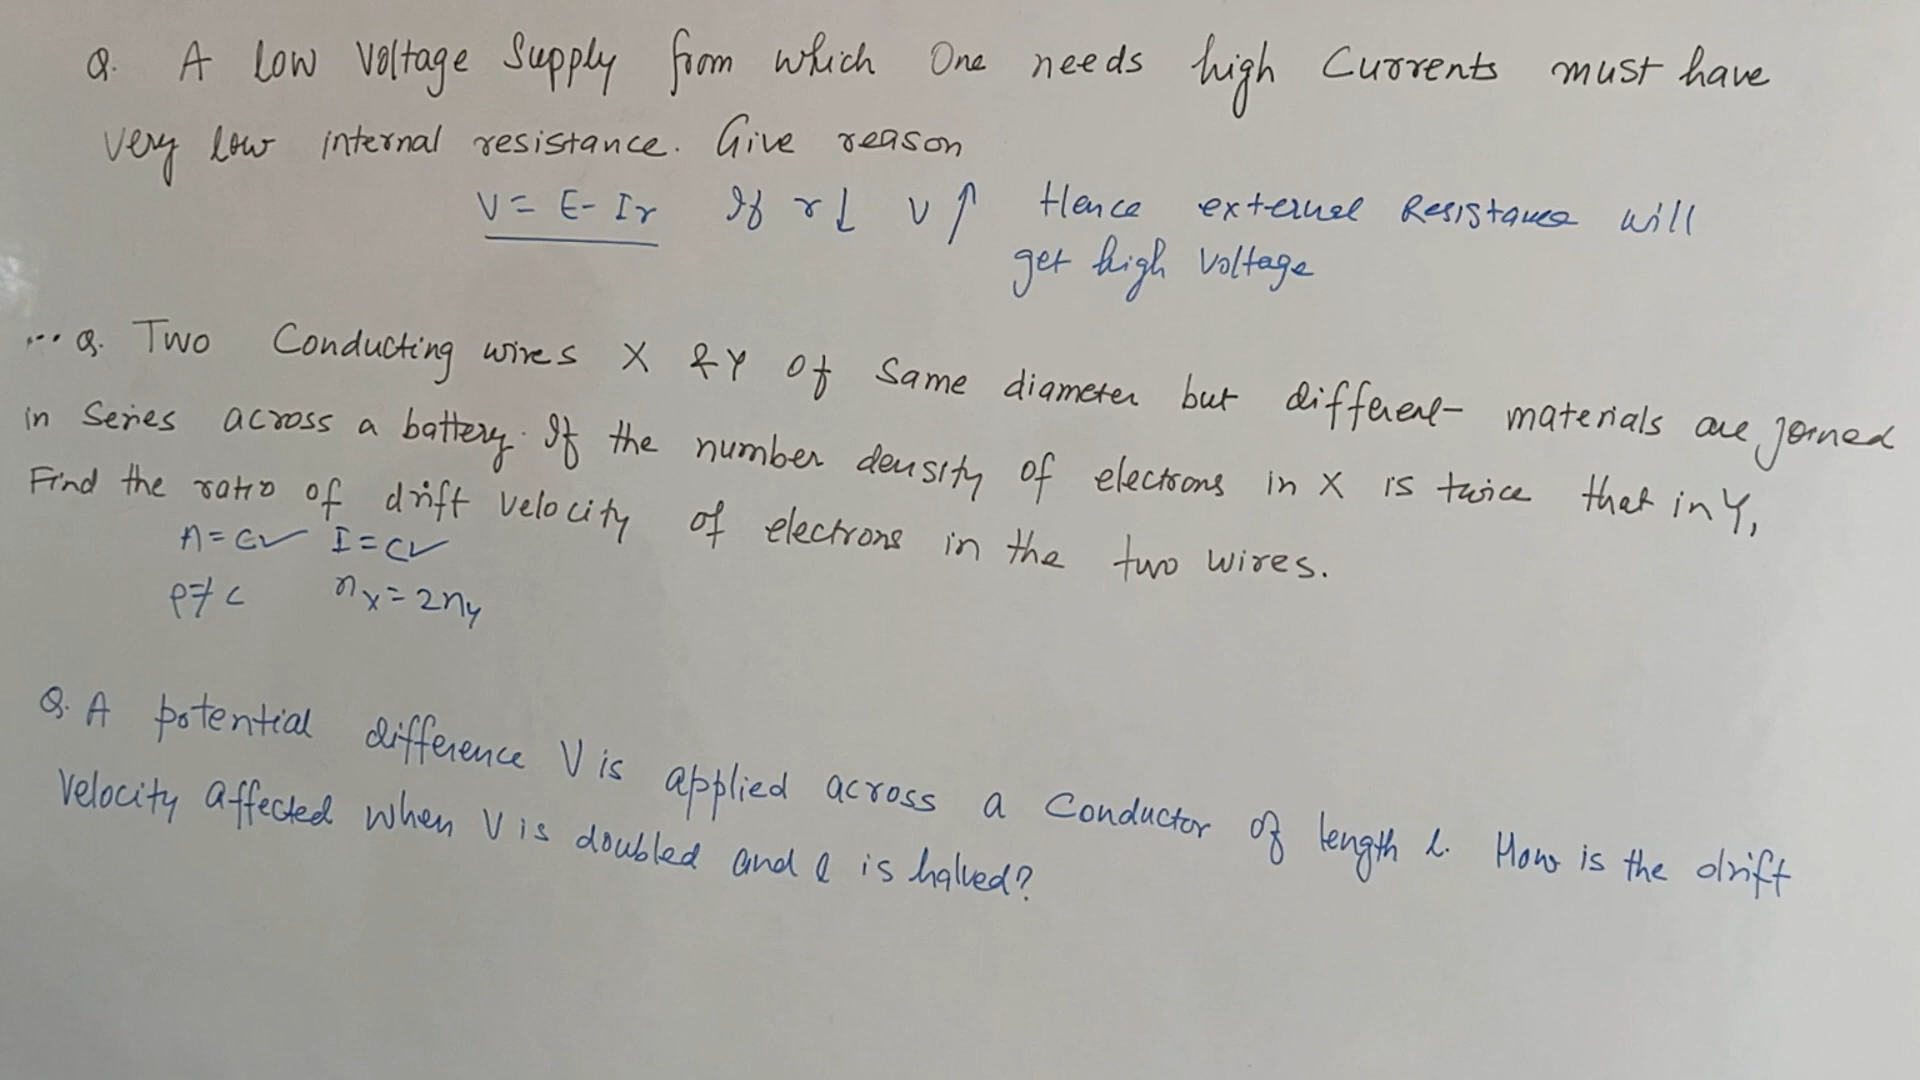 Q. A low Voltage Supply from which One needs high Currents must have
very low internal resistance. Give reason
V = E - Ir If r↓ V↑ Hence external Resistance will
get high Voltage
... Q. Two Conducting wires X & Y of Same diameter but different materials are joined
in Series across a battery. If the number density of electrons in X is twice that in Y,
Find the ratio of drift velocity of electrons in the two wires.
A = C✓ I = C✓
ρ ≠ C nx = 2ny
Q. A potential difference V is applied across a Conductor of length l. How is the drift
Velocity affected when V is doubled and l is halved?